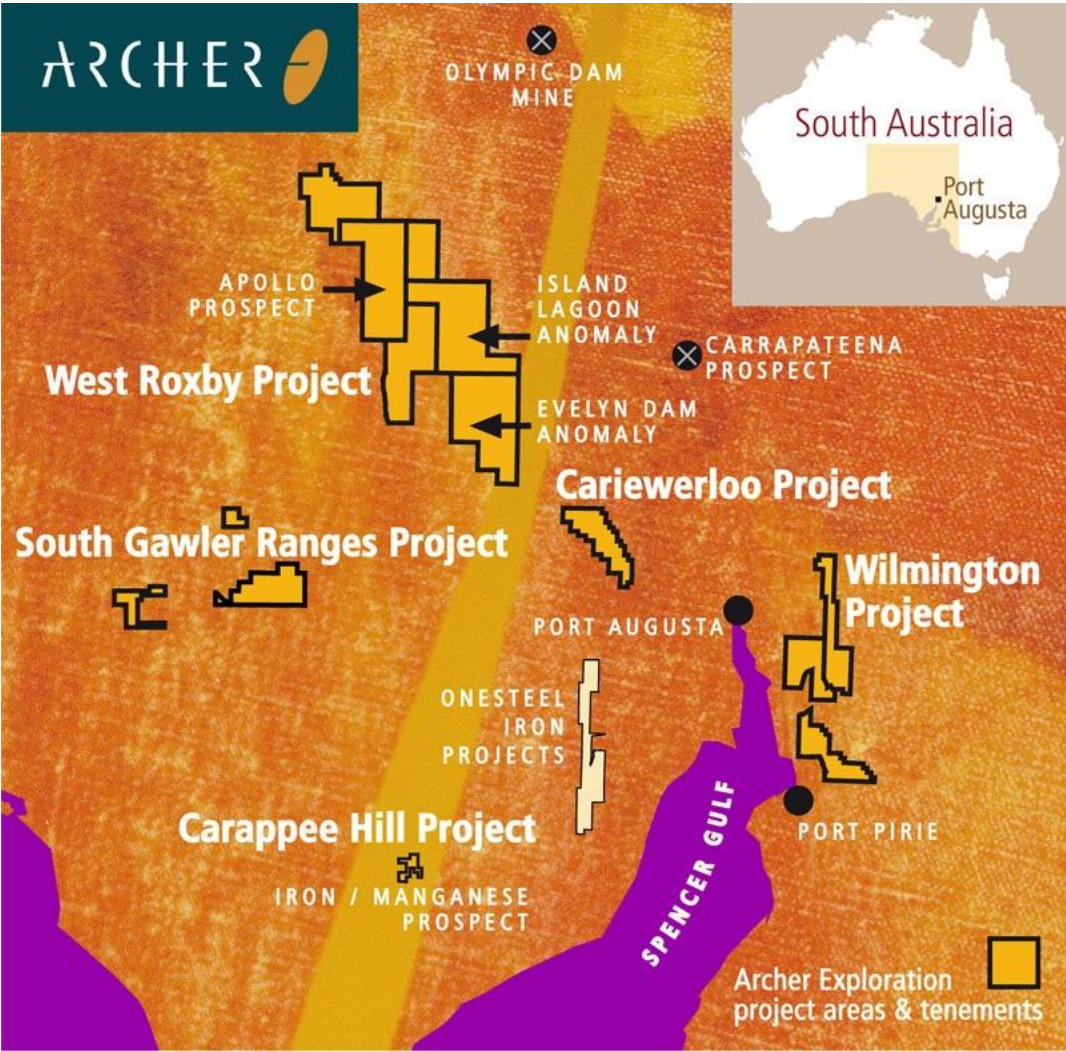 ARCHER
OLYMPIC DAM
MINE
South Australia
Port
Augusta
APOLLO
PROSPECT
ISLAND
LAGOON
ANOMALY
CARRAPATEENA
PROSPECT
West Roxby Project
EVELYN DAM
ANOMALY
Cariewerloo Project
South Gawler Ranges Project
Wilmington
Project
PORT AUGUSTA
ONESTEEL
IRON
PROJECTS
SPENCER GULF
Carappee Hill Project
PORT PIRIE
IRON / MANGANESE
PROSPECT
Archer Exploration
project areas & tenements